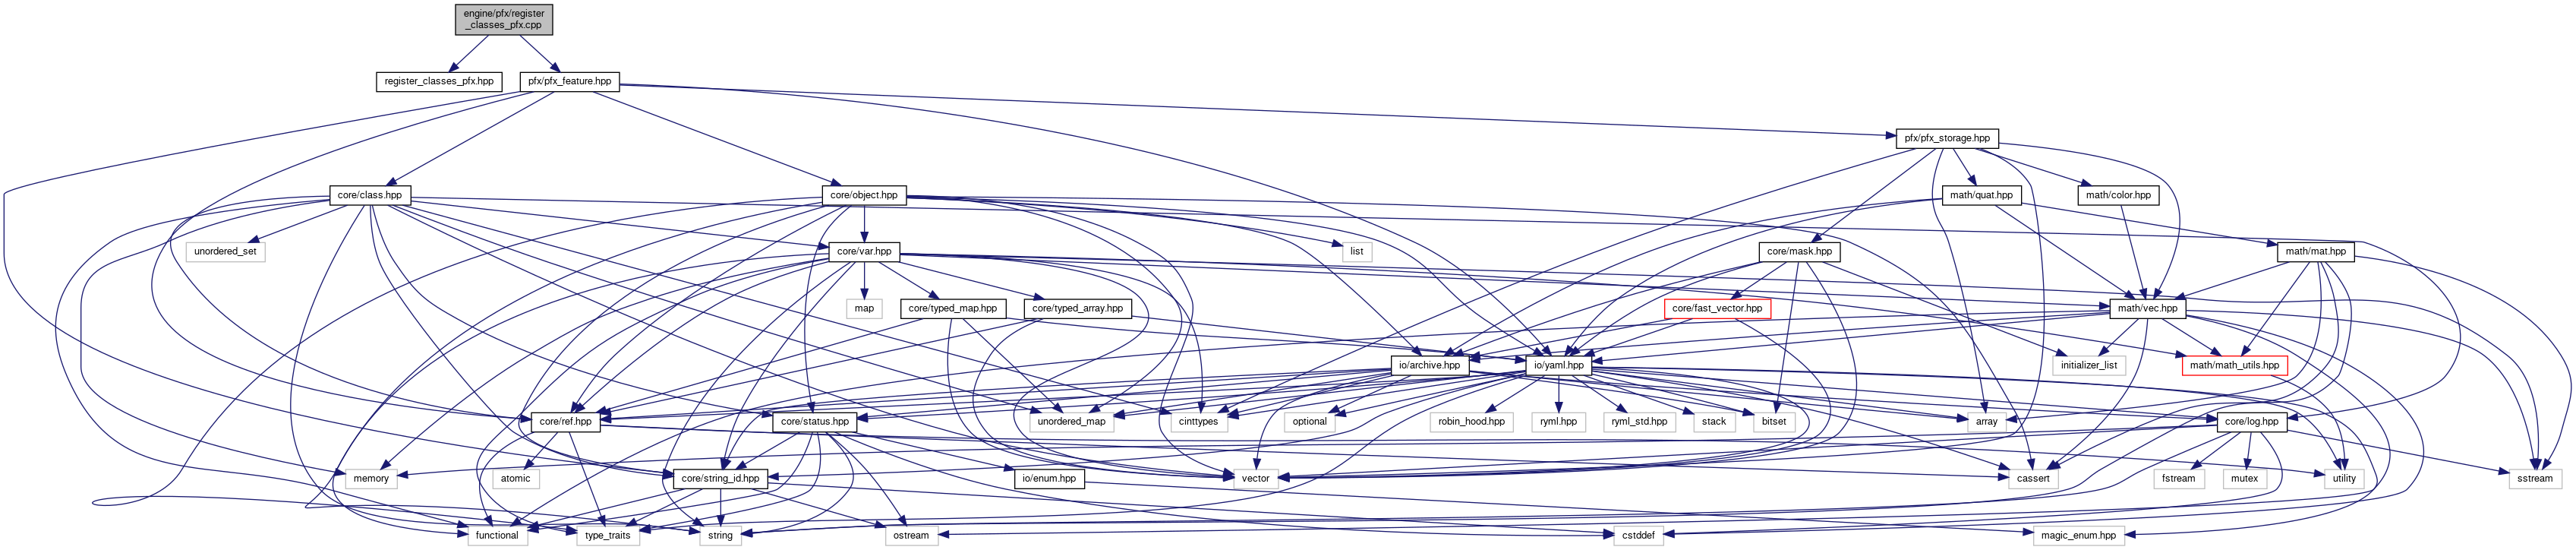 engine/pfx/register
_classes_pfx.cpp
register_classes_pfx.hpp
pfx/pfx_feature.hpp
pfx/pfx_storage.hpp
core/class.hpp
core/object.hpp
math/quat.hpp
math/color.hpp
unordered_set
core/var.hpp
list
core/mask.hpp
math/mat.hpp
map
core/typed_map.hpp
core/typed_array.hpp
core/fast_vector.hpp
math/vec.hpp
io/archive.hpp
io/yaml.hpp
initializer_list
math/math_utils.hpp
core/ref.hpp
core/status.hpp
unordered_map
cinttypes
optional
robin_hood.hpp
ryml.hpp
ryml_std.hpp
stack
bitset
array
core/log.hpp
memory
atomic
core/string_id.hpp
io/enum.hpp
vector
cassert
fstream
mutex
utility
sstream
functional
type_traits
string
ostream
cstddef
magic_enum.hpp